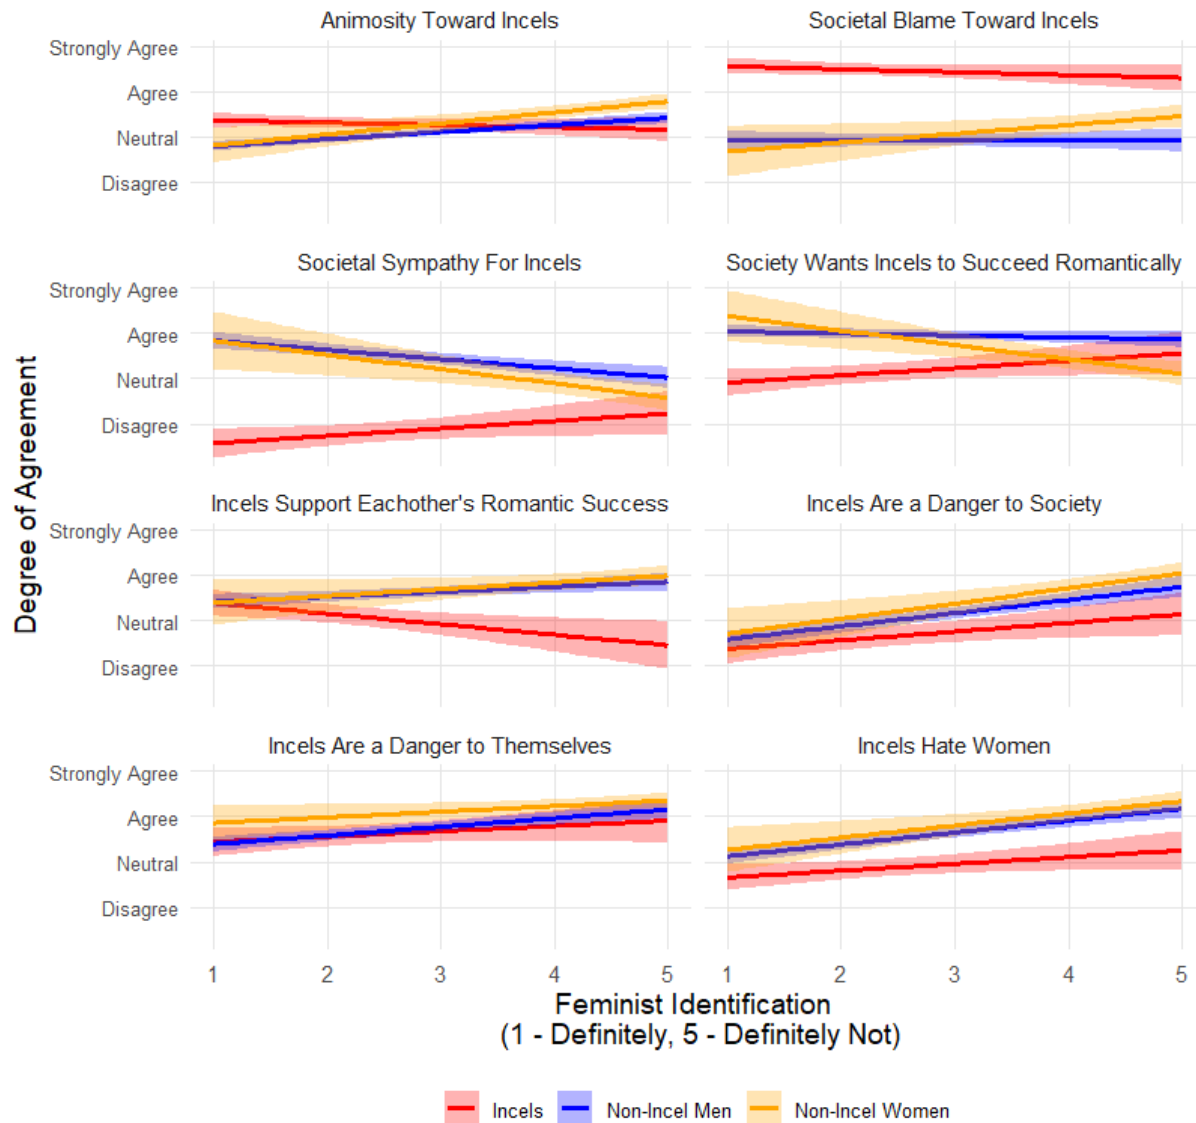 Animosity Toward Incels
Societal Blame Toward Incels
Strongly Agree
Agree
Neutral
Disagree
Societal Sympathy For Incels
Society Wants Incels to Succeed Romantically
Strongly Agree
Agree
Neutral
Disagree
Incels Support Eachother's Romantic Success
Incels Are a Danger to Society
Strongly Agree
Agree
Neutral
Disagree
Incels Are a Danger to Themselves
Incels Hate Women
Strongly Agree
Agree
Neutral
Disagree
Degree of Agreement
1 2 3 4 5
1 2 3 4 5
Feminist Identification
(1 - Definitely, 5 - Definitely Not)
Incels
Non-Incel Men
Non-Incel Women